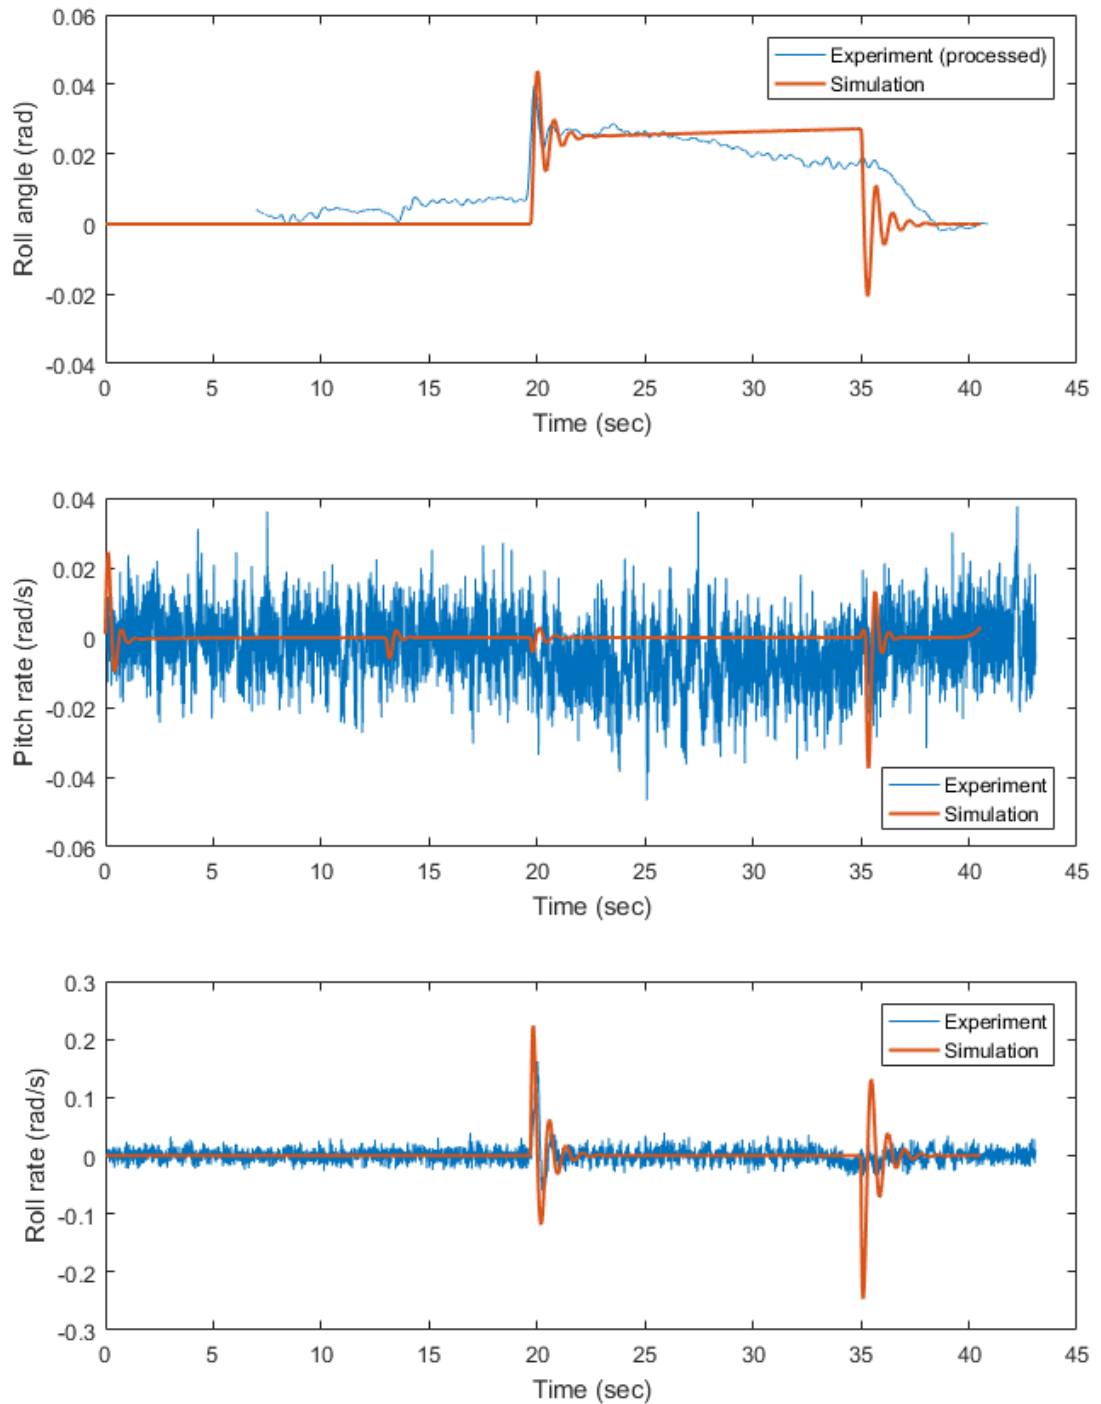 0.06
0.04
0.02
0
-0.02
-0.04
Roll angle (rad)
Experiment (processed)
Simulation
0 5 10 15 20 25 30 35 40 45
Time (sec)
0.04
0.02
0
-0.02
-0.04
-0.06
Pitch rate (rad/s)
Experiment
Simulation
0 5 10 15 20 25 30 35 40 45
Time (sec)
0.3
0.2
0.1
0
-0.1
-0.2
-0.3
Roll rate (rad/s)
Experiment
Simulation
0 5 10 15 20 25 30 35 40 45
Time (sec)